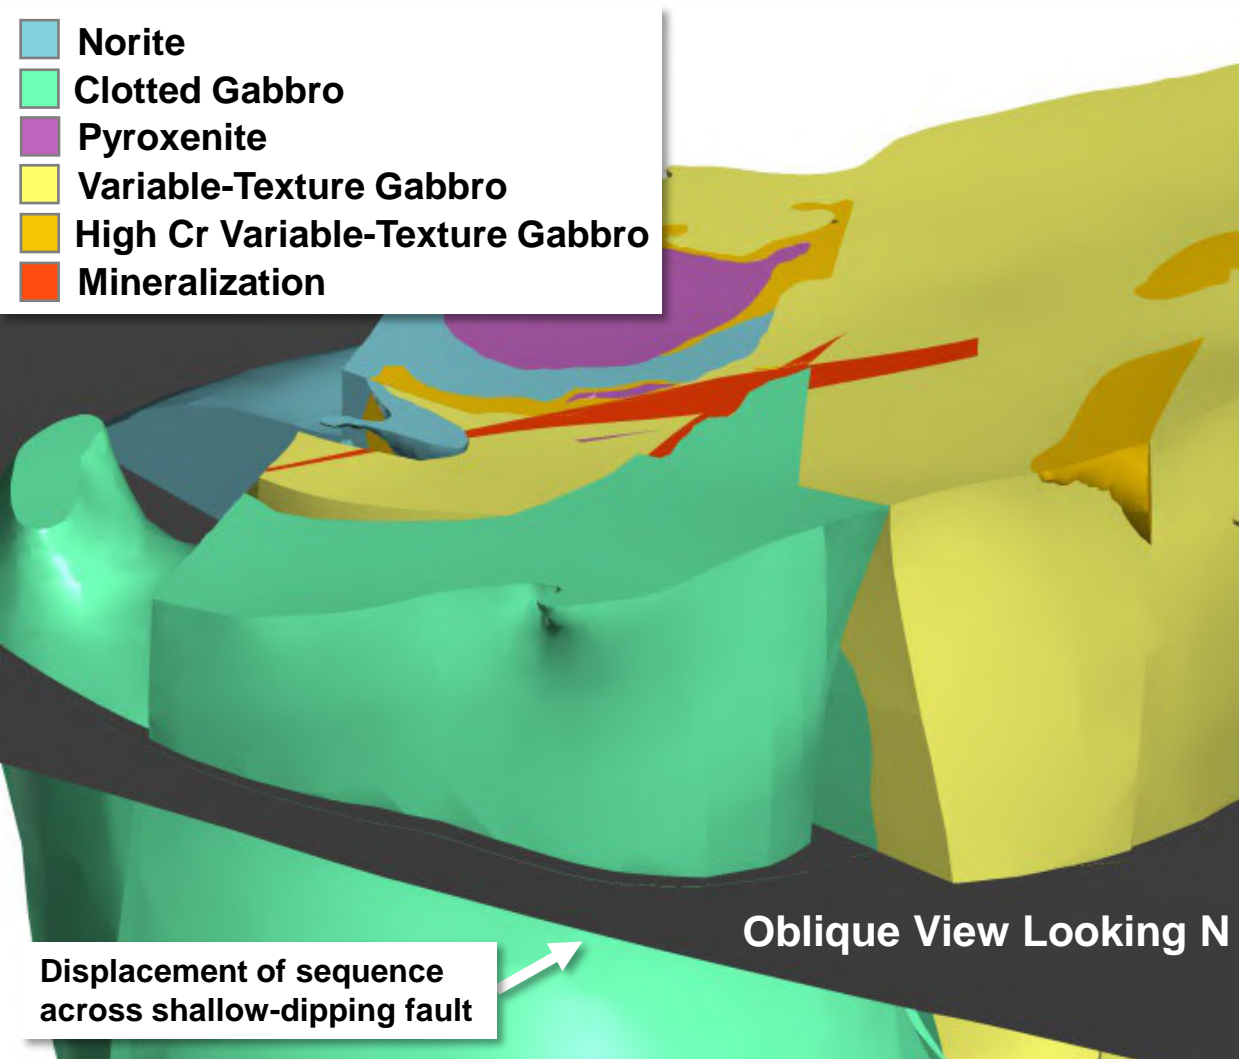 Norite
Clotted Gabbro
Pyroxenite
Variable-Texture Gabbro
High Cr Variable-Texture Gabbro
Mineralization
Oblique View Looking N
Displacement of sequence
across shallow-dipping fault